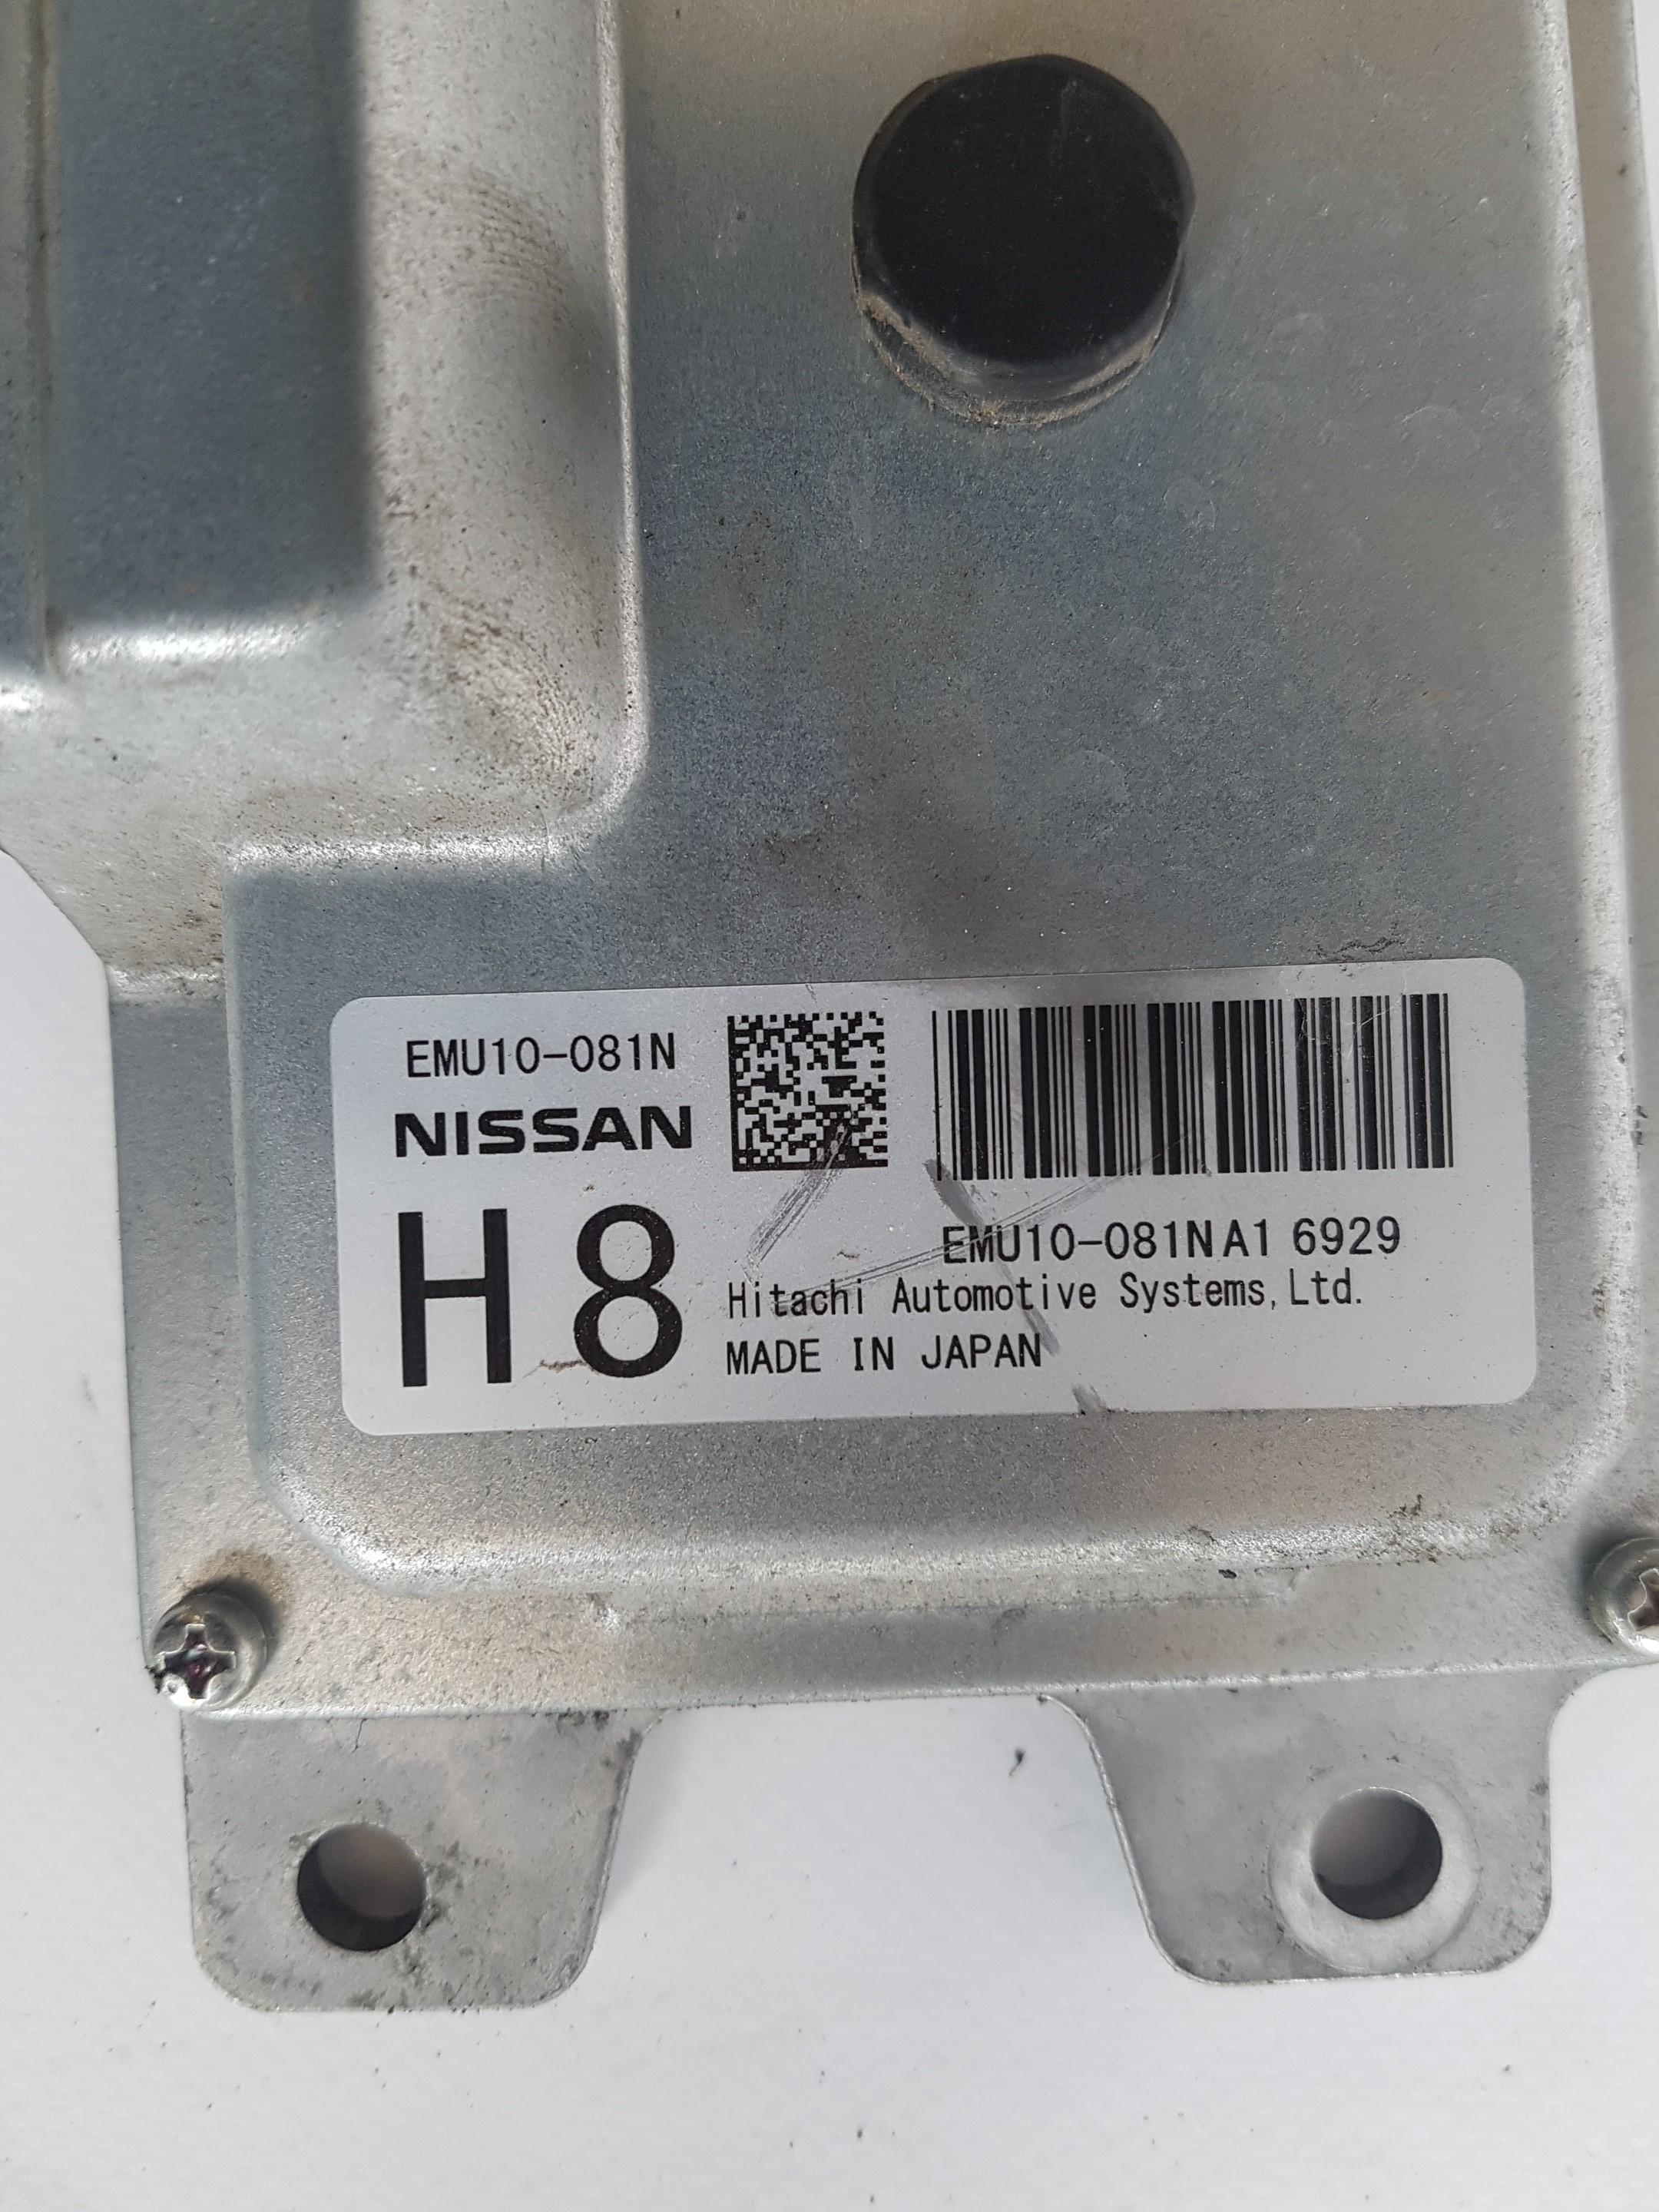 EMU10-081N
NISSAN
H8
EMU10-081NA1 6929
Hitachi Automotive Systems,Ltd.
MADE IN JAPAN